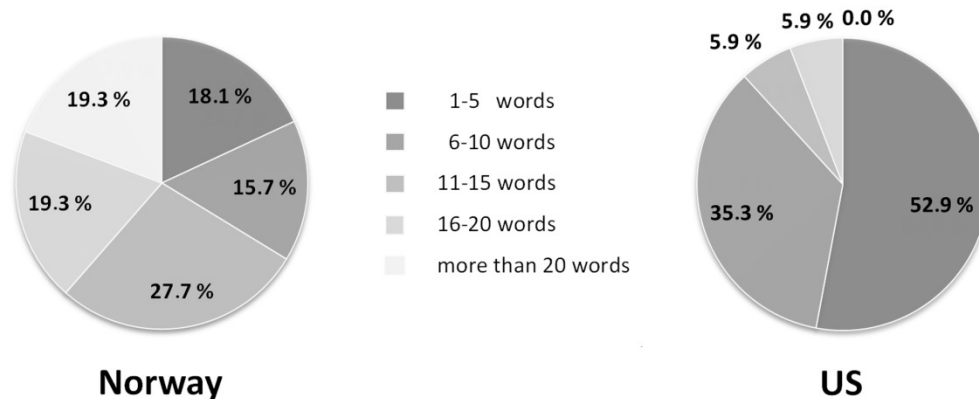 18.1 %
15.7 %
27.7 %
19.3 %
19.3 %
Norway
1-5 words
6-10 words
11-15 words
16-20 words
more than 20 words
52.9 %
35.3 %
5.9 %
5.9 %
0.0 %
US